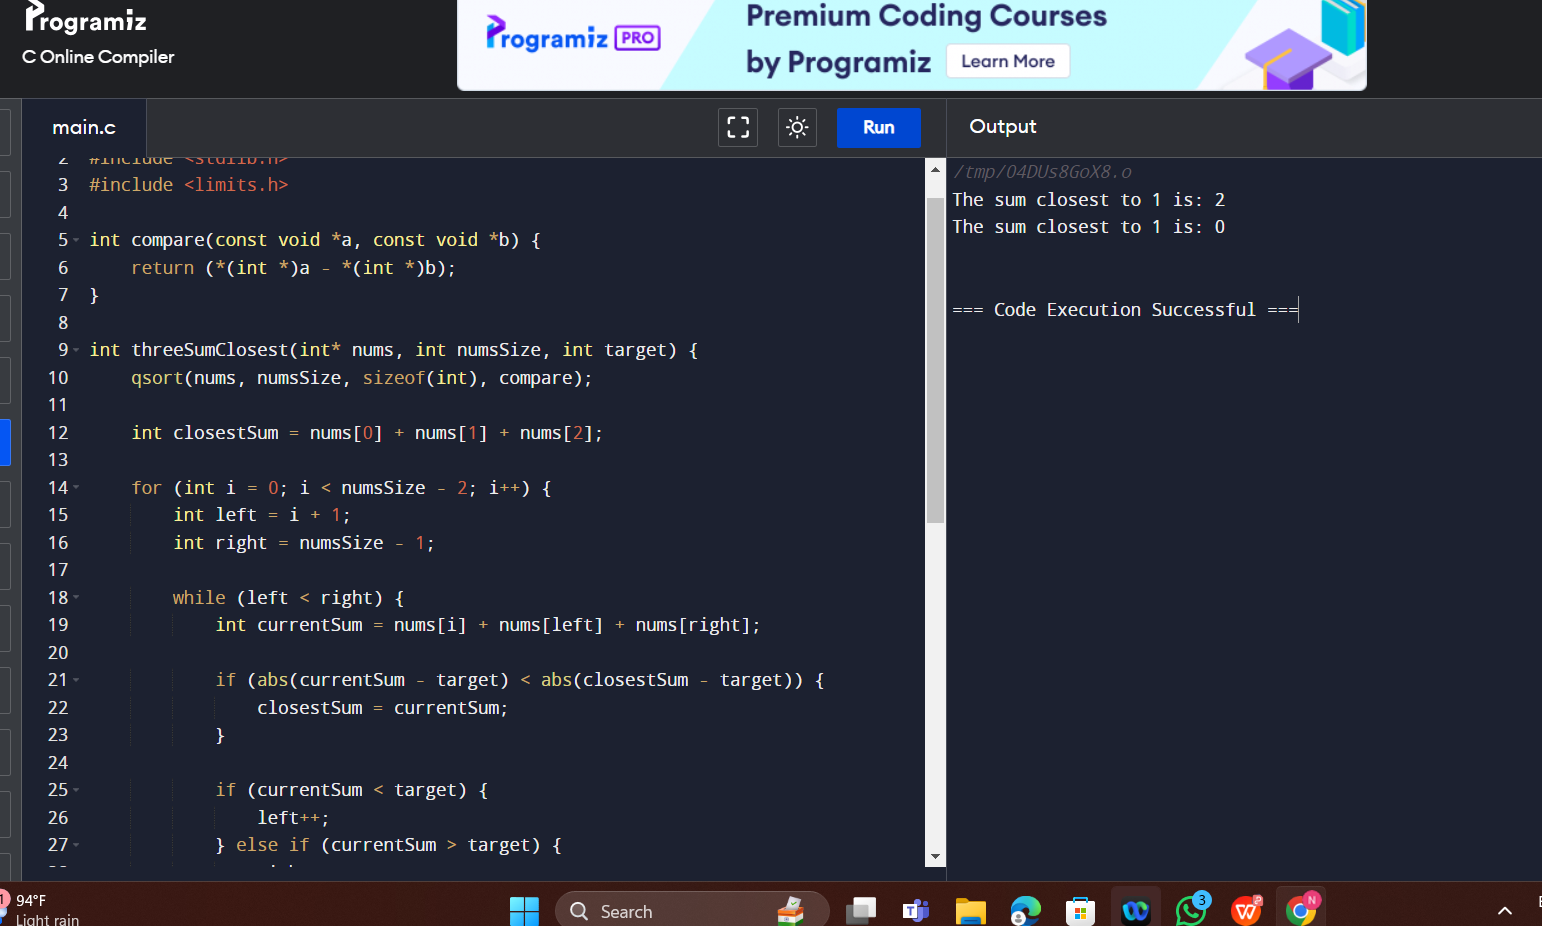 Programiz
C Online Compiler
Programiz PRO
Premium Coding Courses
by Programiz
Learn More
main.c
Run
Output
2 #include <stdlib.h>
3 #include <limits.h>
4
5 int compare(const void *a, const void *b) {
6 return (*(int *)a - *(int *)b);
7 }
8
9 int threeSumClosest(int* nums, int numsSize, int target) {
10 qsort(nums, numsSize, sizeof(int), compare);
11
12 int closestSum = nums[0] + nums[1] + nums[2];
13
14 for (int i = 0; i < numsSize - 2; i++) {
15 int left = i + 1;
16 int right = numsSize - 1;
17
18 while (left < right) {
19 int currentSum = nums[i] + nums[left] + nums[right];
20
21 if (abs(currentSum - target) < abs(closestSum - target)) {
22 closestSum = currentSum;
23 }
24
25 if (currentSum < target) {
26 left++;
27 } else if (currentSum > target) {
/tmp/O4DUs8GoX8.o
The sum closest to 1 is: 2
The sum closest to 1 is: 0
=== Code Execution Successful ===
1
94°F
Light rain
Search
3
N